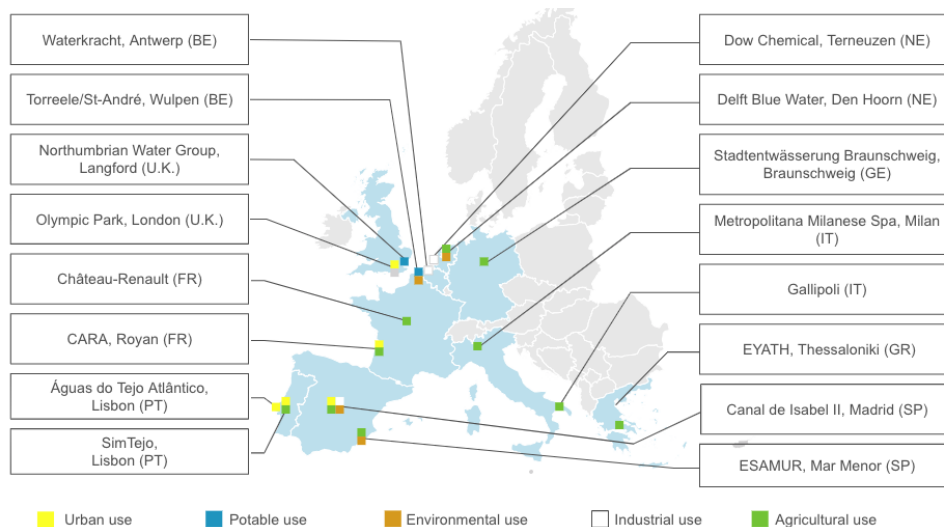 Waterkracht, Antwerp (BE)
Torreele/St-André, Wulpen (BE)
Northumbrian Water Group,
Langford (U.K.)
Olympic Park, London (U.K.)
Château-Renault (FR)
CARA, Royan (FR)
Águas do Tejo Atlântico,
Lisbon (PT)
SimTejo,
Lisbon (PT)
Dow Chemical, Terneuzen (NE)
Delft Blue Water, Den Hoorn (NE)
Stadtentwässerung Braunschweig,
Braunschweig (GE)
Metropolitana Milanese Spa, Milan
(IT)
Gallipoli (IT)
EYATH, Thessaloniki (GR)
Canal de Isabel II, Madrid (SP)
ESAMUR, Mar Menor (SP)
Urban use
Potable use
Environmental use
Industrial use
Agricultural use